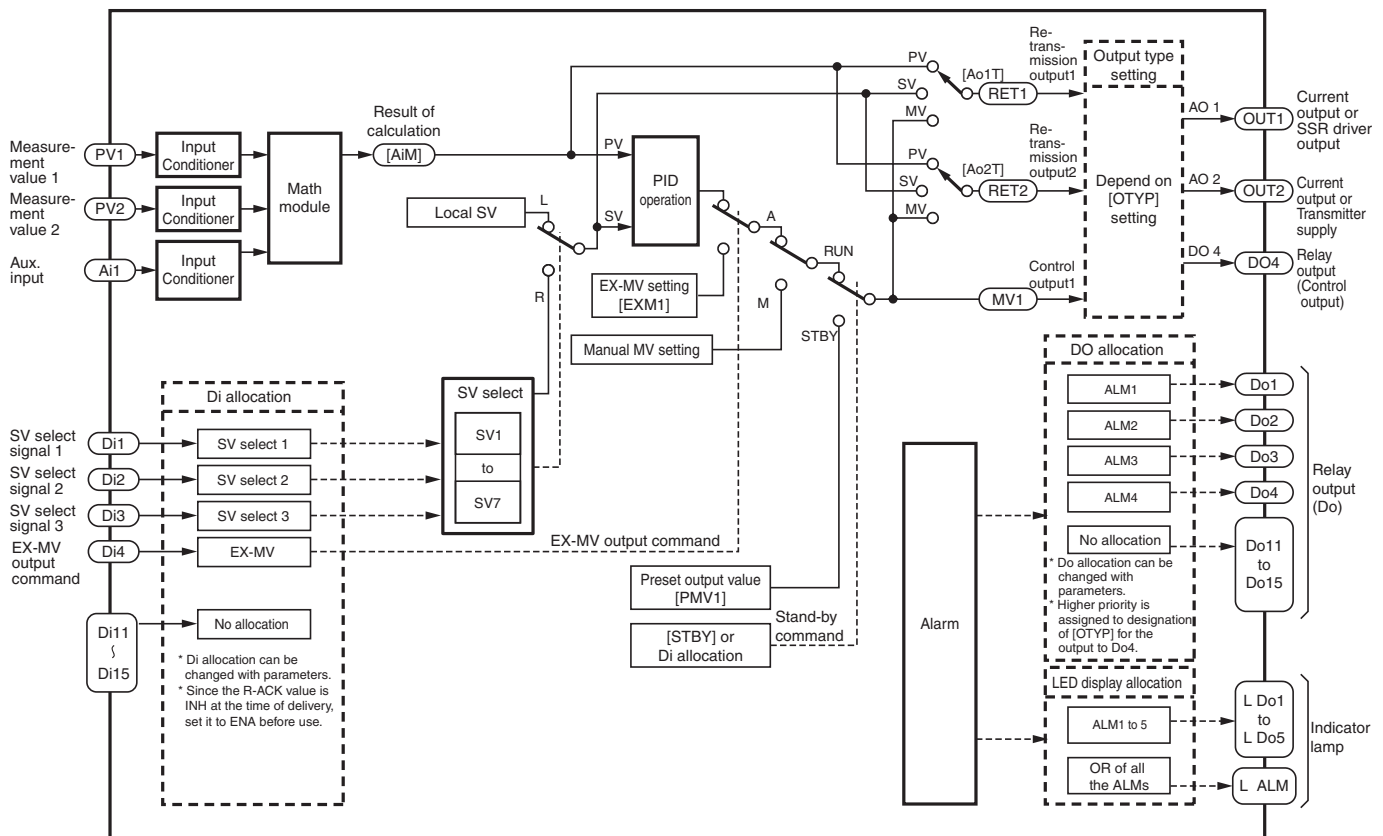 Measure-
ment
value 1
PV1
Input
Conditioner
Measure-
ment
value 2
PV2
Input
Conditioner
Aux.
input
Ai1
Input
Conditioner
Math
module
Result of
calculation
[AiM]
Local SV
L
R
PV
SV
PID
operation
EX-MV setting
[EXM1]
A
M
Manual MV setting
RUN
STBY
PV
SV
MV
[Ao1T]
RET1
Re-
trans-
mission
output1
PV
SV
MV
[Ao2T]
RET2
Re-
trans-
mission
output2
Control
output1
MV1
Output type
setting
Depend on
[OTYP]
setting
AO 1
OUT1
Current
output or
SSR driver
output
AO 2
OUT2
Current
output or
Transmitter
supply
DO 4
DO4
Relay
output
(Control
output)
Di allocation
SV select
signal 1
Di1
SV select 1
SV select
signal 2
Di2
SV select 2
SV select
signal 3
Di3
SV select 3
EX-MV
output
command
Di4
EX-MV
Di11
~
Di15
No allocation
* Di allocation can be
changed with parameters.
* Since the R-ACK value is
INH at the time of delivery,
set it to ENA before use.
SV select
SV1
to
SV7
EX-MV output command
Preset output value
[PMV1]
[STBY] or
Di allocation
Stand-by
command
Alarm
DO allocation
ALM1
Do1
ALM2
Do2
ALM3
Do3
ALM4
Do4
No allocation
Do11
to
Do15
Relay
output
(Do)
* Do allocation can be
changed with
parameters.
* Higher priority is
assigned to designation
of [OTYP] for the
output to Do4.
LED display allocation
ALM1 to 5
L Do1
to
L Do5
OR of all
the ALMs
L ALM
Indicator
lamp